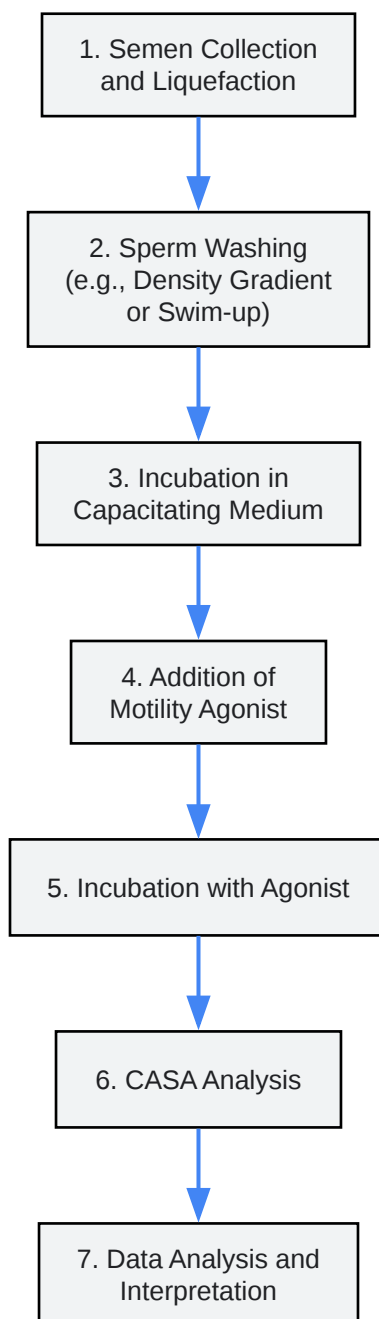 1. Semen Collection
and Liquefaction
2. Sperm Washing
(e.g., Density Gradient
or Swim-up)
3. Incubation in
Capacitating Medium
4. Addition of
Motility Agonist
5. Incubation with Agonist
6. CASA Analysis
7. Data Analysis and
Interpretation